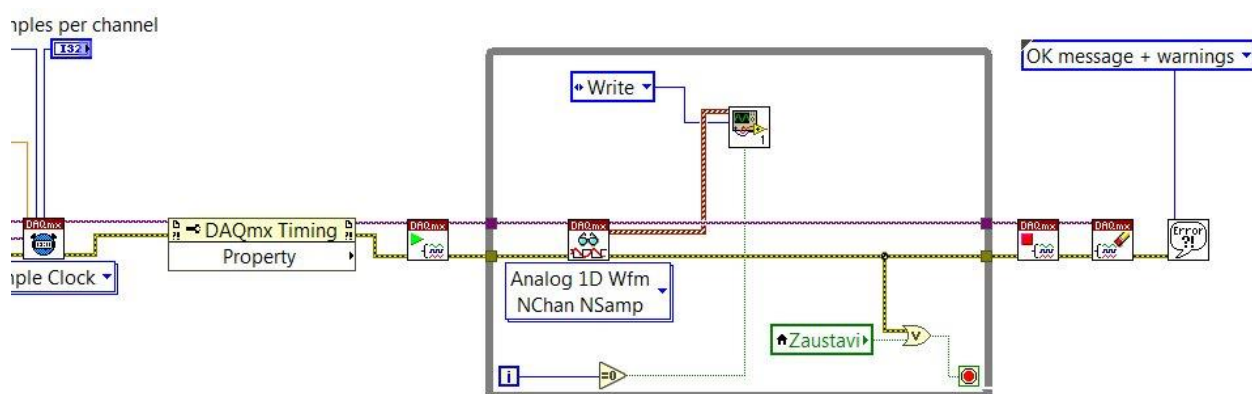 nples per channel
I32
OK message + warnings
Write
1
DAQmx
DAQmx Timing
Property
DAQmx
DAQmx
DAQmx
DAQmx
Error
?!
nple Clock
Analog 1D Wfm
NChan NSamp
Zaustavi
V
i
=0